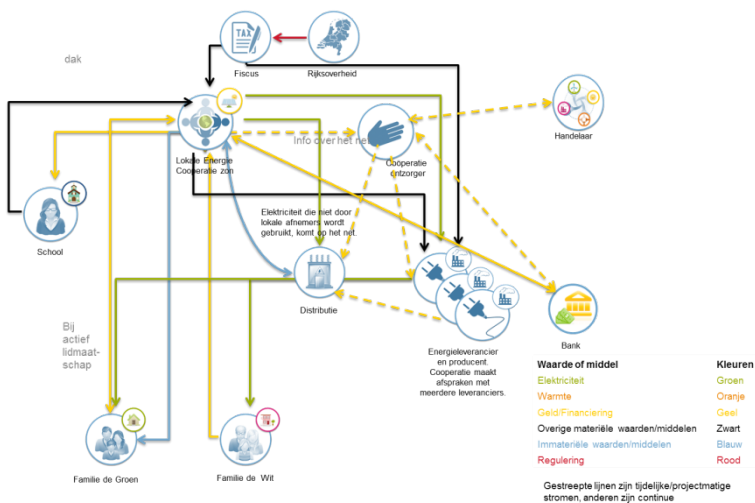 TAX
Fiscus
Rijksoverheid
dak
Handelaar
Info over het net
Lokale Energie
Cooperatie zon
Cooperatie
ontzorger
School
Elektriciteit die niet door
lokale afnemers wordt
gebruikt, komt op het net.
Distributie
Bij
actief
lidmaat-
schap
Energieleverancier
en producent.
Cooperatie maakt
afspraken met
meerdere leveranciers.
Bank
Familie de Groen
Familie de Wit
Waarde of middel Kleuren
Elektriciteit Groen
Warmte Oranje
Geld/Financiering Geel
Overige materiële waarden/middelen Zwart
Immateriële waarden/middelen Blauw
Regulering Rood
Gestreepte lijnen zijn tijdelijke/projectmatige
stromen, anderen zijn continue